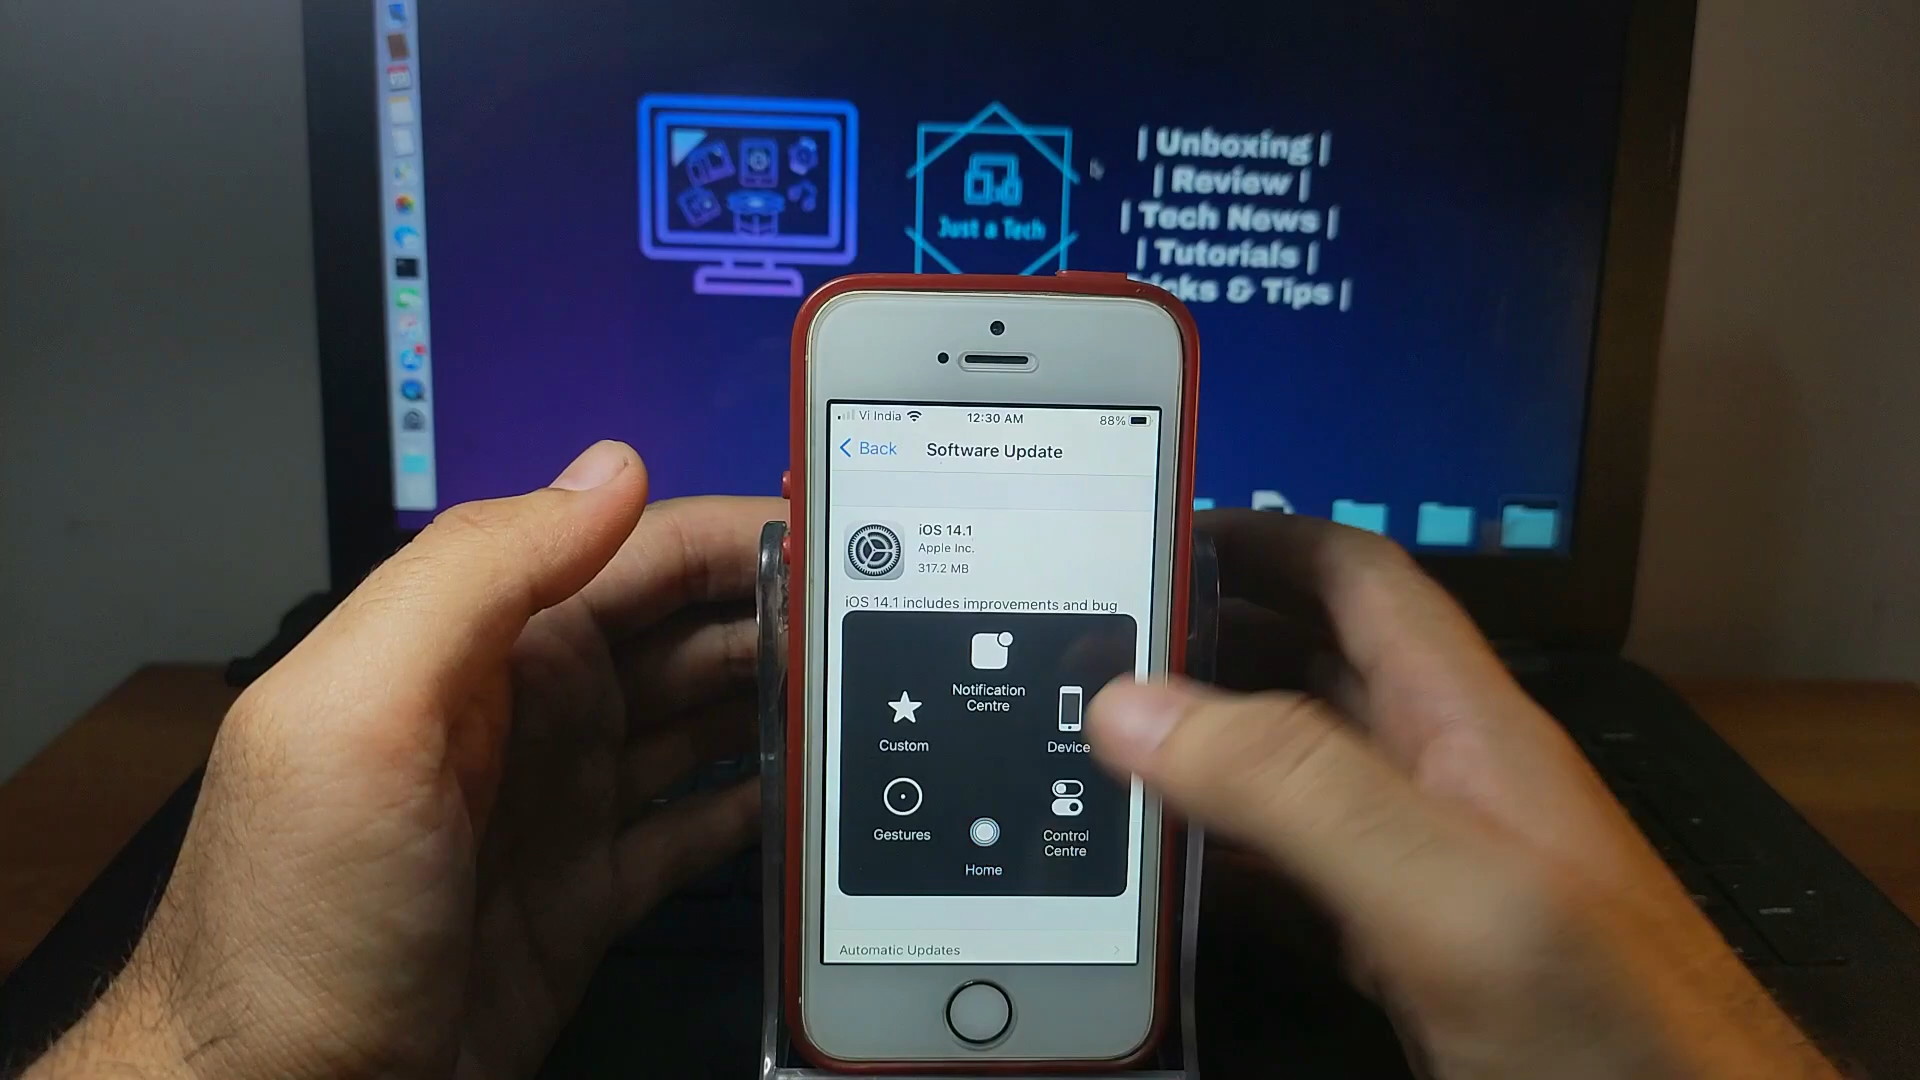 | Unboxing |
| Review |
| Tech News |
| Tutorials |
cks & Tips |
Just a Tech
Vi India
12:30 AM
88%
Back
Software Update
iOS 14.1
Apple Inc.
317.2 MB
iOS 14.1 includes improvements and bug
Notification
Centre
Custom
Device
Gestures
Control
Centre
Home
Automatic Updates